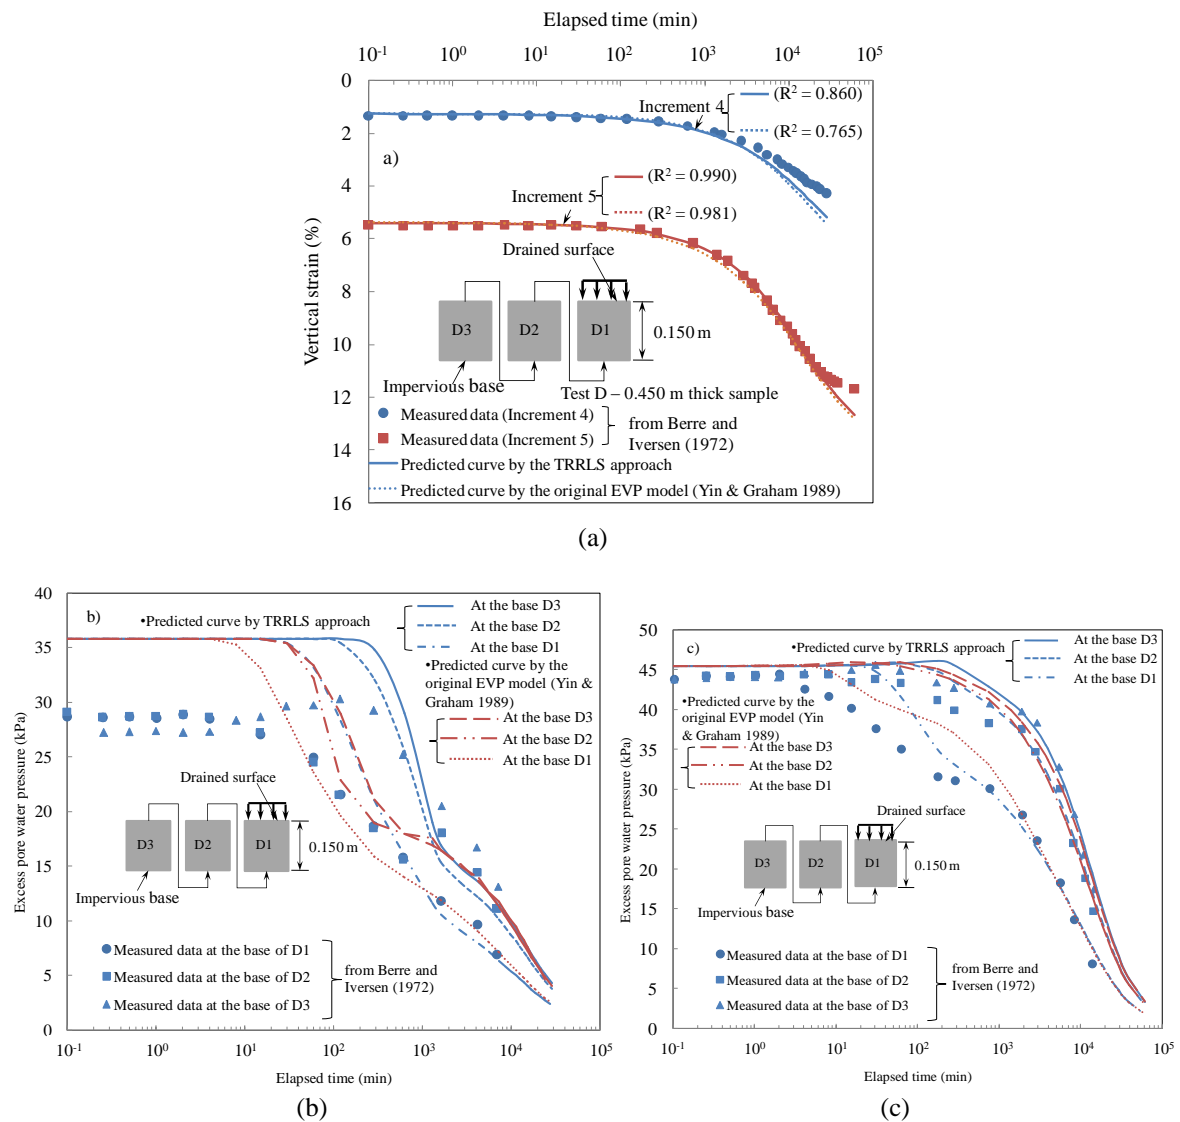 Elapsed time (min)
10-1 100 101 102 103 104 105
0
2
4
6
8
10
12
14
16
Vertical strain (%)
a)
Increment 4
(R2 = 0.860)
(R2 = 0.765)
Increment 5
(R2 = 0.990)
(R2 = 0.981)
Drained surface
D3 D2 D1
0.150 m
Impervious base
Test D – 0.450 m thick sample
Measured data (Increment 4)
Measured data (Increment 5)
from Berre and
Iversen (1972)
Predicted curve by the TRRLS approach
Predicted curve by the original EVP model (Yin & Graham 1989)
(a)
40
35
30
25
20
15
10
5
0
Excess pore water pressure (kPa)
b)
•Predicted curve by TRRLS approach
At the base D3
At the base D2
At the base D1
•Predicted curve by the
original EVP model (Yin &
Graham 1989)
At the base D3
At the base D2
At the base D1
Drained surface
D3 D2 D1
0.150 m
Impervious base
Measured data at the base of D1
Measured data at the base of D2
Measured data at the base of D3
from Berre and
Iversen (1972)
10-1 100 101 102 103 104 105
Elapsed time (min)
(b)
50
45
40
35
30
25
20
15
10
5
0
Excess pore water pressure (kPa)
c)
•Predicted curve by TRRLS approach
At the base D3
At the base D2
At the base D1
•Predicted curve by the
original EVP model (Yin
& Graham 1989)
At the base D3
At the base D2
At the base D1
Drained surface
D3 D2 D1
0.150 m
Impervious base
Measured data at the base of D1
Measured data at the base of D2
Measured data at the base of D3
from Berre and
Iversen (1972)
10-1 100 101 102 103 104 105
Elapsed time (min)
(c)